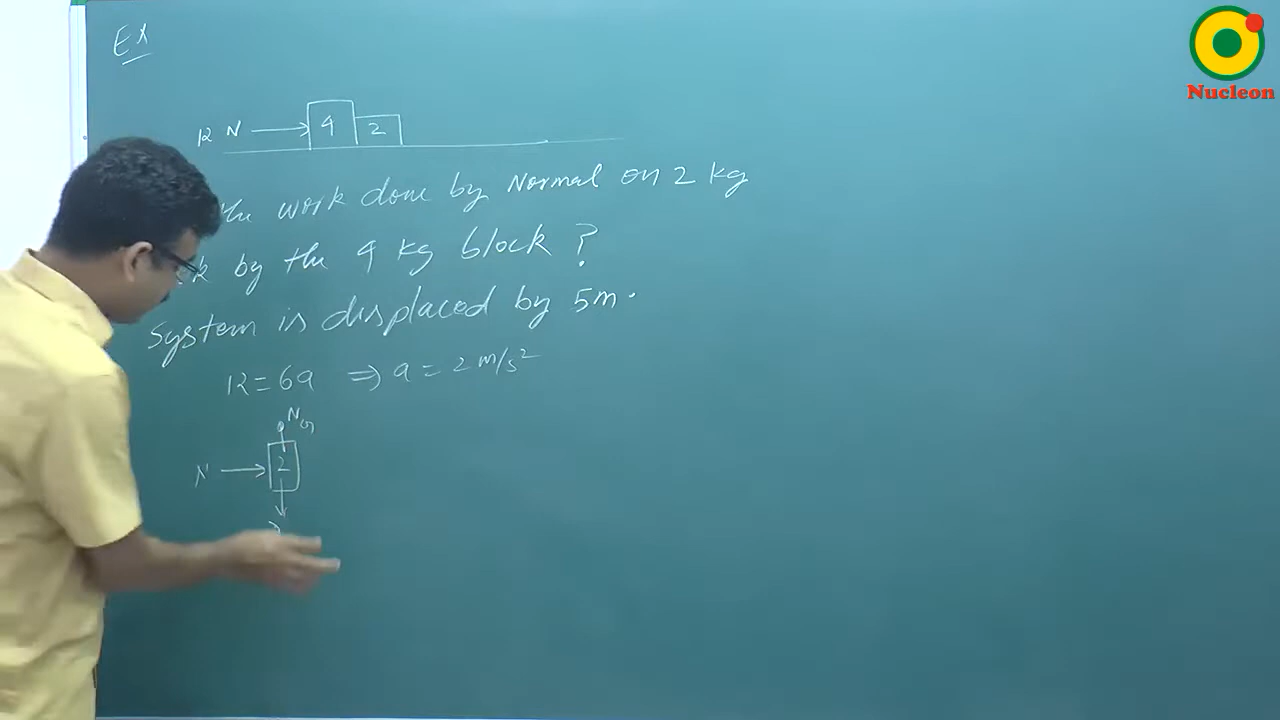 Ex
12 N → 4 2
the work done by Normal on 2 kg
by the 4 kg block ?
System is displaced by 5m.
12 = 6a ⇒ a = 2 m/s²
N
N → 2
Nucleon